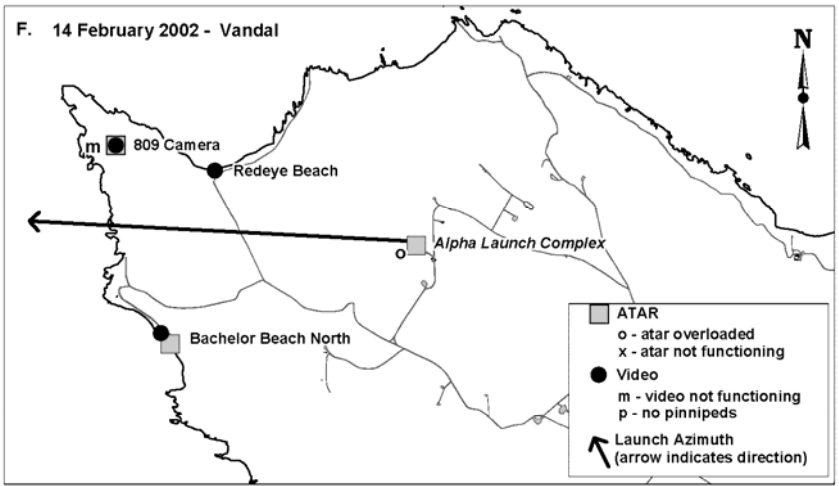 F. 14 February 2002 - Vandal
N
m 809 Camera
Redeye Beach
Alpha Launch Complex
o
Bachelor Beach North
ATAR
o - atar overloaded
x - atar not functioning
Video
m - video not functioning
p - no pinnipeds
Launch Azimuth
(arrow indicates direction)